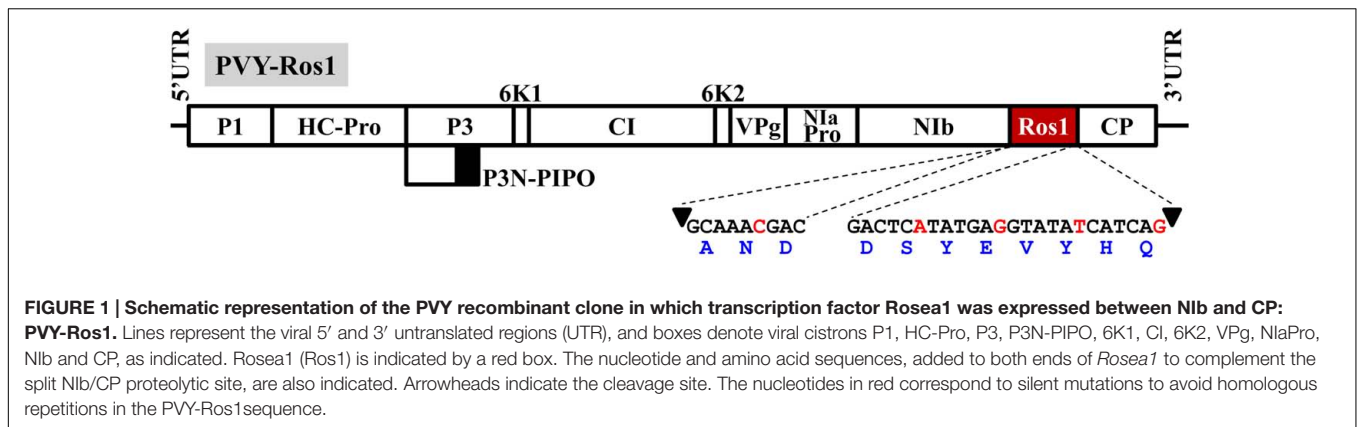 5'UTR
PVY-Ros1
3'UTR
6K1
6K2
P1
HC-Pro
P3
CI
VPg
NIa
Pro
NIb
Ros1
CP
P3N-PIPO
GCAAACGAC
GACTCATATGAGGTATATCATCAG
A N D
D S Y E V Y H Q
FIGURE 1 | Schematic representation of the PVY recombinant clone in which transcription factor Rosea1 was expressed between NIb and CP:
PVY-Ros1. Lines represent the viral 5′ and 3′ untranslated regions (UTR), and boxes denote viral cistrons P1, HC-Pro, P3, P3N-PIPO, 6K1, CI, 6K2, VPg, NIaPro,
NIb and CP, as indicated. Rosea1 (Ros1) is indicated by a red box. The nucleotide and amino acid sequences, added to both ends of Rosea1 to complement the
split NIb/CP proteolytic site, are also indicated. Arrowheads indicate the cleavage site. The nucleotides in red correspond to silent mutations to avoid homologous
repetitions in the PVY-Ros1sequence.